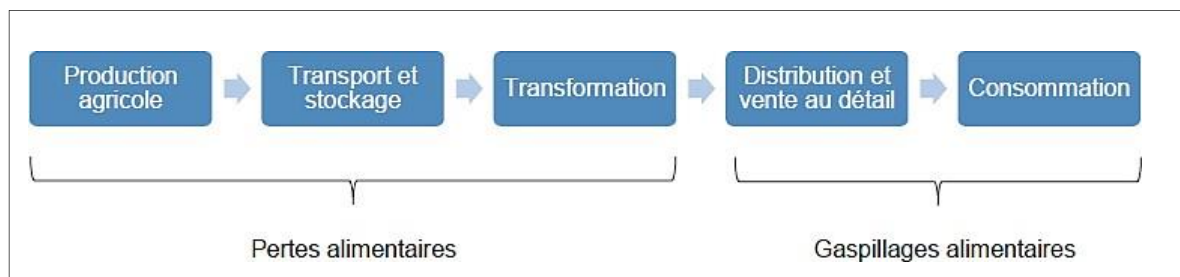 Production
agricole
Transport et
stockage
Transformation
Distribution et
vente au détail
Consommation
Pertes alimentaires
Gaspillages alimentaires